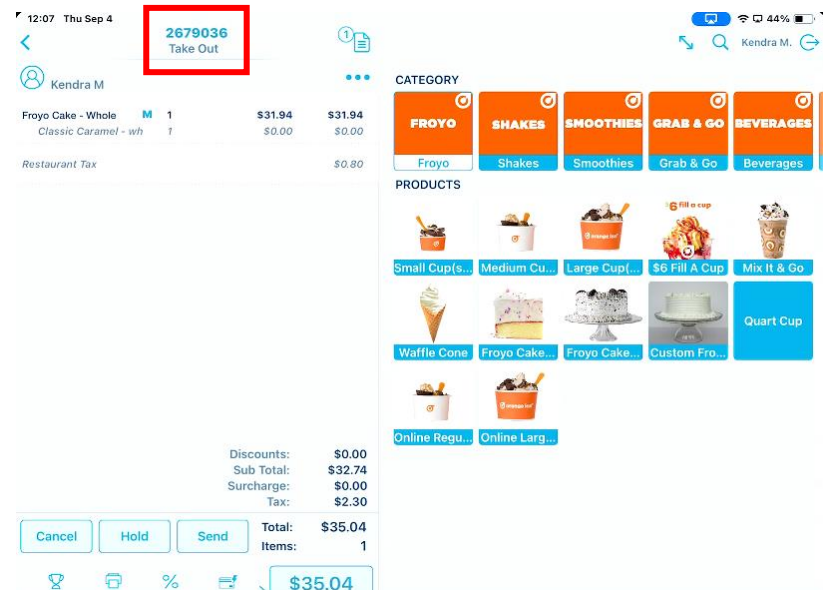 12:07 Thu Sep 4
44%
2679036
Take Out
1
Kendra M.
Kendra M
Froyo Cake - Whole M 1 $31.94 $31.94
Classic Caramel - wh 1 $0.00 $0.00
Restaurant Tax $0.80
Discounts: $0.00
Sub Total: $32.74
Surcharge: $0.00
Tax: $2.30
Cancel
Hold
Send
Total: $35.04
Items: 1
%
$35.04
CATEGORY
FROYO
SHAKES
SMOOTHIES
GRAB & GO
BEVERAGES
Froyo
Shakes
Smoothies
Grab & Go
Beverages
PRODUCTS
$6 fill a cup
Small Cup(s...
Medium Cu...
Large Cup(...
$6 Fill A Cup
Mix It & Go
Quart Cup
Waffle Cone
Froyo Cake...
Froyo Cake...
Custom Fro...
Online Regu...
Online Larg...